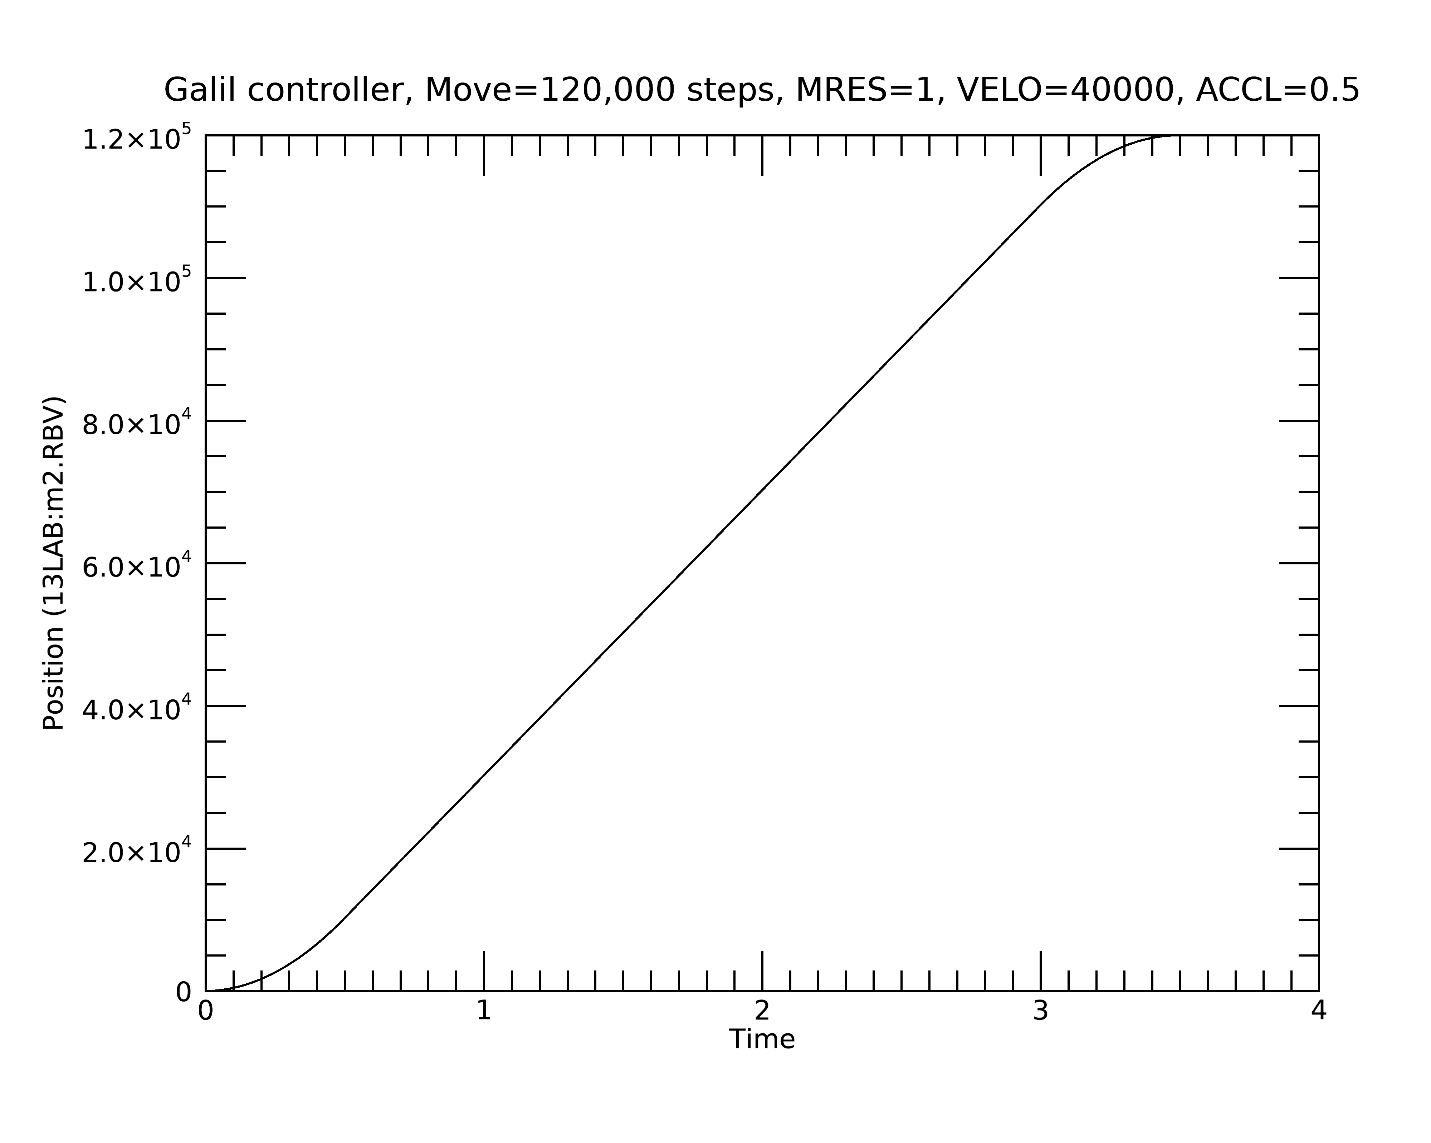 Galil controller, Move=120,000 steps, MRES=1, VELO=40000, ACCL=0.5
1.2×10⁵
1.0×10⁵
8.0×10⁴
6.0×10⁴
4.0×10⁴
2.0×10⁴
0
Position (13LAB:m2.RBV)
0 1 2 3 4
Time